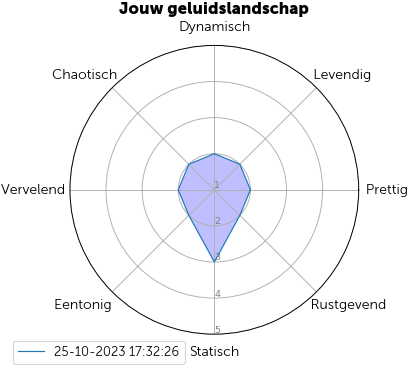 Jouw geluidslandschap
Dynamisch
Chaotisch
Levendig
Vervelend
1
Prettig
2
3
4
Eentonig
Rustgevend
5
25-10-2023 17:32:26
Statisch